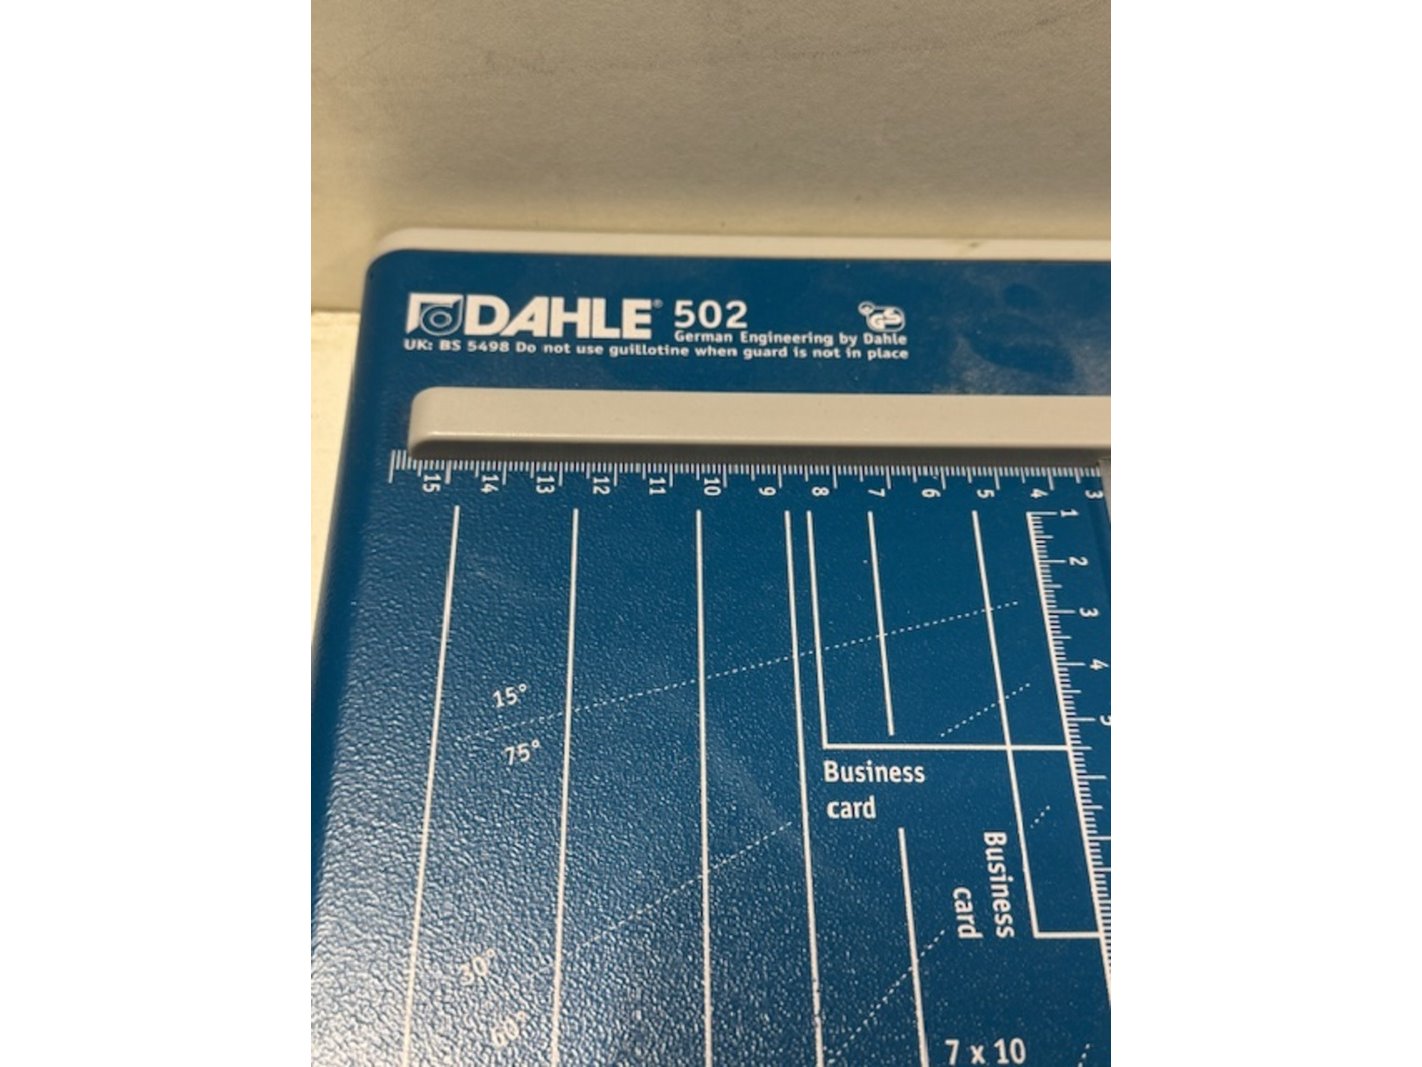 DAHLE® 502
German Engineering by Dahle
UK: BS 5498 Do not use guillotine when guard is not in place
15 14 13 12 11 10 9 8 7 6 5 4 3
1
2
3
4
5
15°
75°
Business
card
Business
card
30°
60°
7 x 10